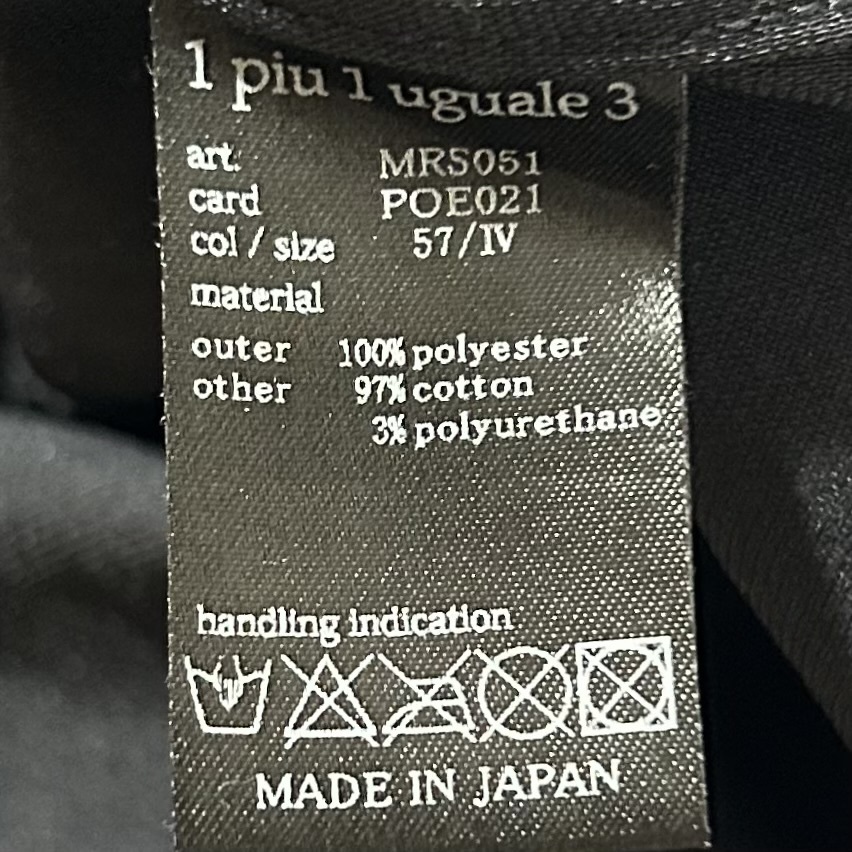 1 piu 1 uguale 3
art. MRS051
card POE021
col / size 57/IV
material
outer 100% polyester
other 97% cotton
3% polyurethane
handling indication
MADE IN JAPAN